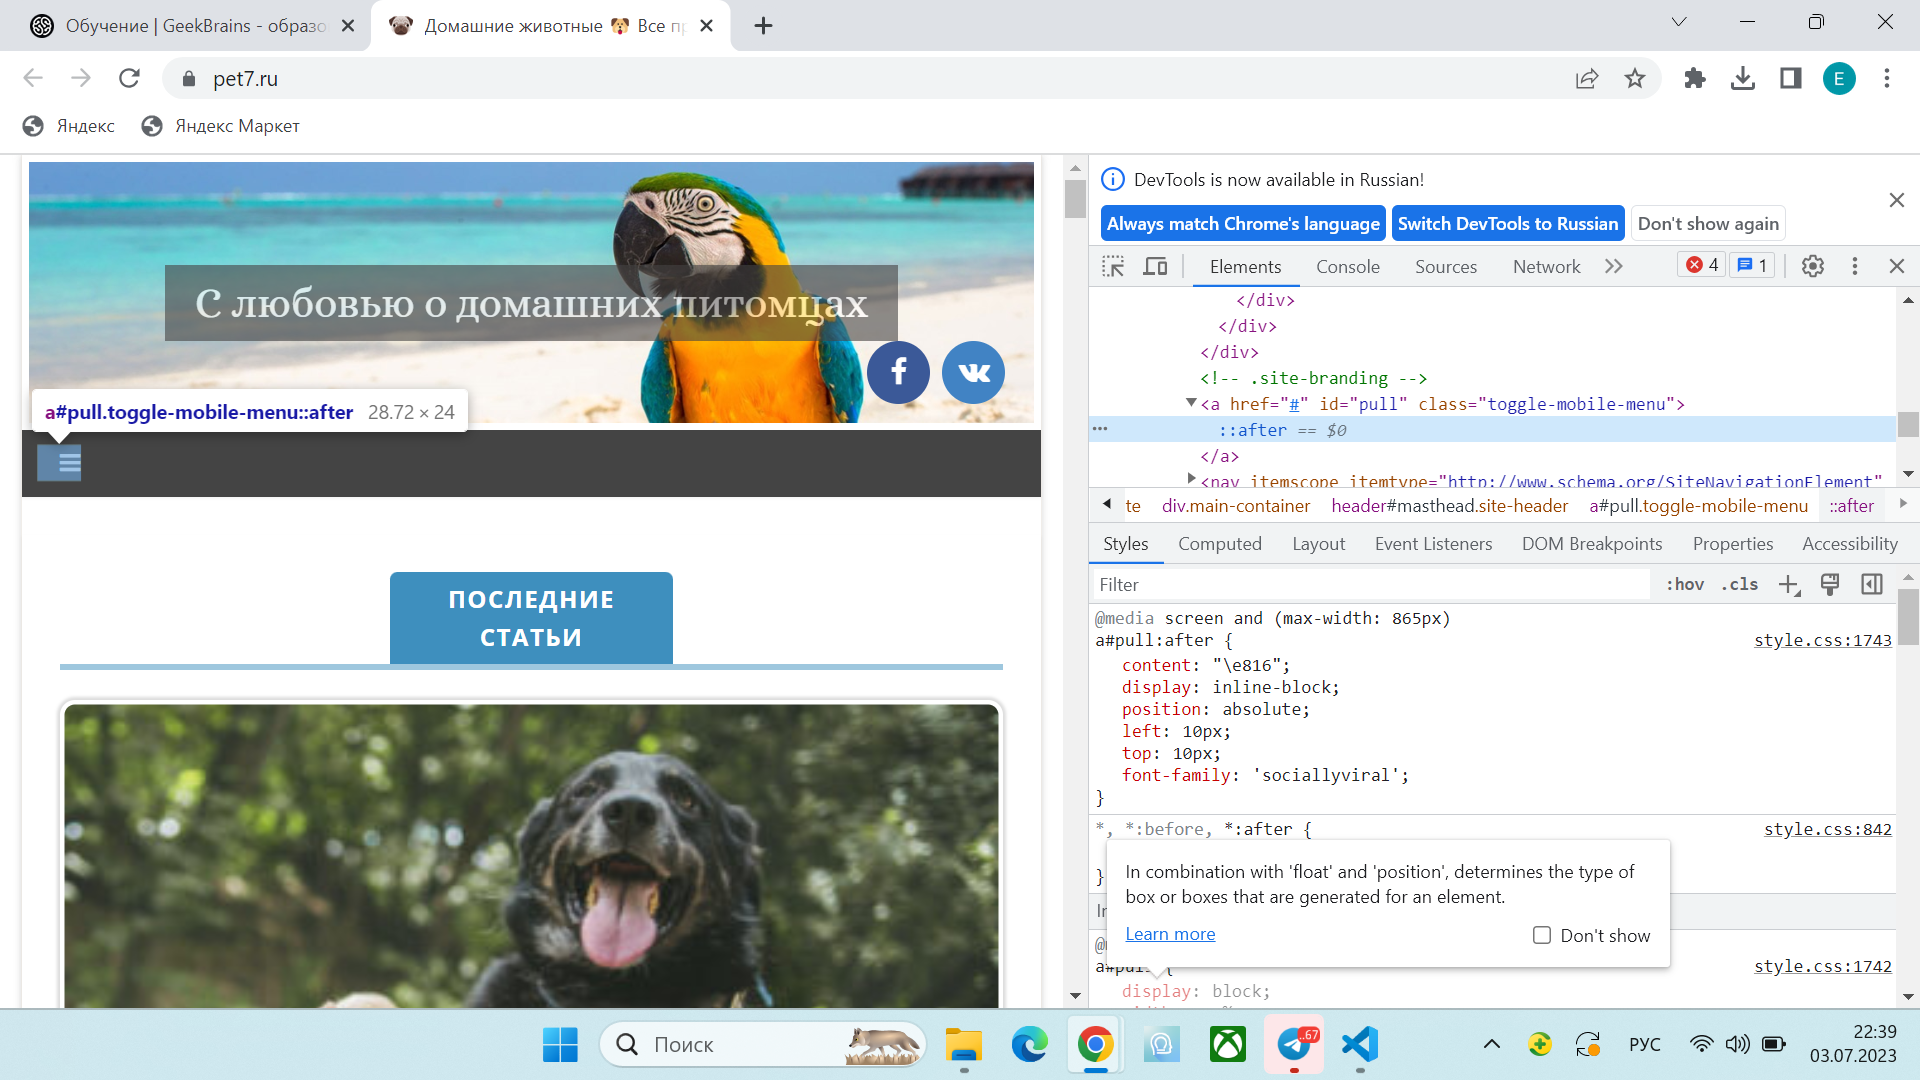 Обучение | GeekBrains - образо
Домашние животные 🐶 Все пр
pet7.ru
E
Яндекс
Яндекс Маркет
С любовью о домашних питомцах
a#pull.toggle-mobile-menu::after 28.72 × 24
ПОСЛЕДНИЕ
СТАТЬИ
DevTools is now available in Russian!
Always match Chrome's language
Switch DevTools to Russian
Don't show again
Elements
Console
Sources
Network
4
1
</div>
</div>
</div>
<!-- .site-branding -->
<a href="#" id="pull" class="toggle-mobile-menu">
::after == $0
</a>
<nav itemscope itemtype="http://www.schema.org/SiteNavigationElement"
te
div.main-container
header#masthead.site-header
a#pull.toggle-mobile-menu
::after
Styles
Computed
Layout
Event Listeners
DOM Breakpoints
Properties
Accessibility
Filter
:hov
.cls
@media screen and (max-width: 865px)
a#pull:after {
style.css:1743
content: "\e816";
display: inline-block;
position: absolute;
left: 10px;
top: 10px;
font-family: 'sociallyviral';
}
*, *:before, *:after {
style.css:842
}
In combination with 'float' and 'position', determines the type of
box or boxes that are generated for an element.
Learn more
Don't show
a#pull {
style.css:1742
display: block;
Поиск
..67
РУС
22:39
03.07.2023